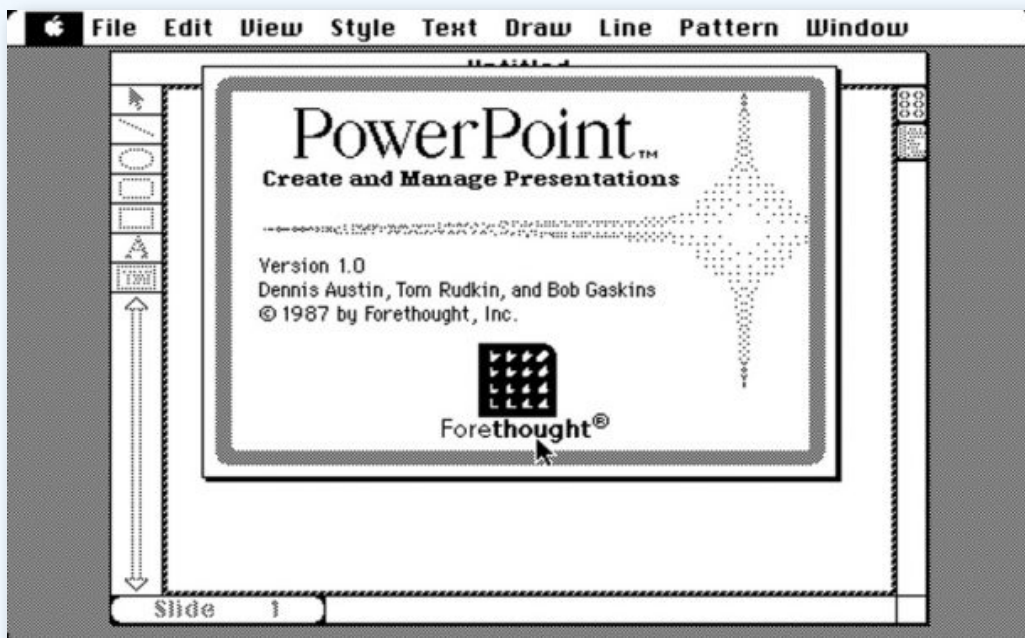 File Edit View Style Text Draw Line Pattern Window
Untitled
PowerPoint™
Create and Manage Presentations
Version 1.0
Dennis Austin, Tom Rudkin, and Bob Gaskins
© 1987 by Forethought, Inc.
Forethought®
A
Slide 1